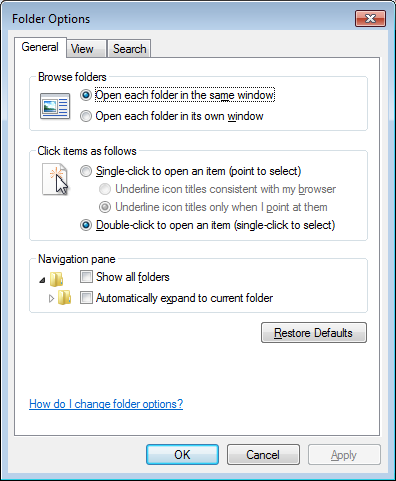 Folder Options
General View Search
Browse folders
Open each folder in the same window
Open each folder in its own window
Click items as follows
Single-click to open an item (point to select)
Underline icon titles consistent with my browser
Underline icon titles only when I point at them
Double-click to open an item (single-click to select)
Navigation pane
Show all folders
Automatically expand to current folder
Restore Defaults
How do I change folder options?
OK Cancel Apply